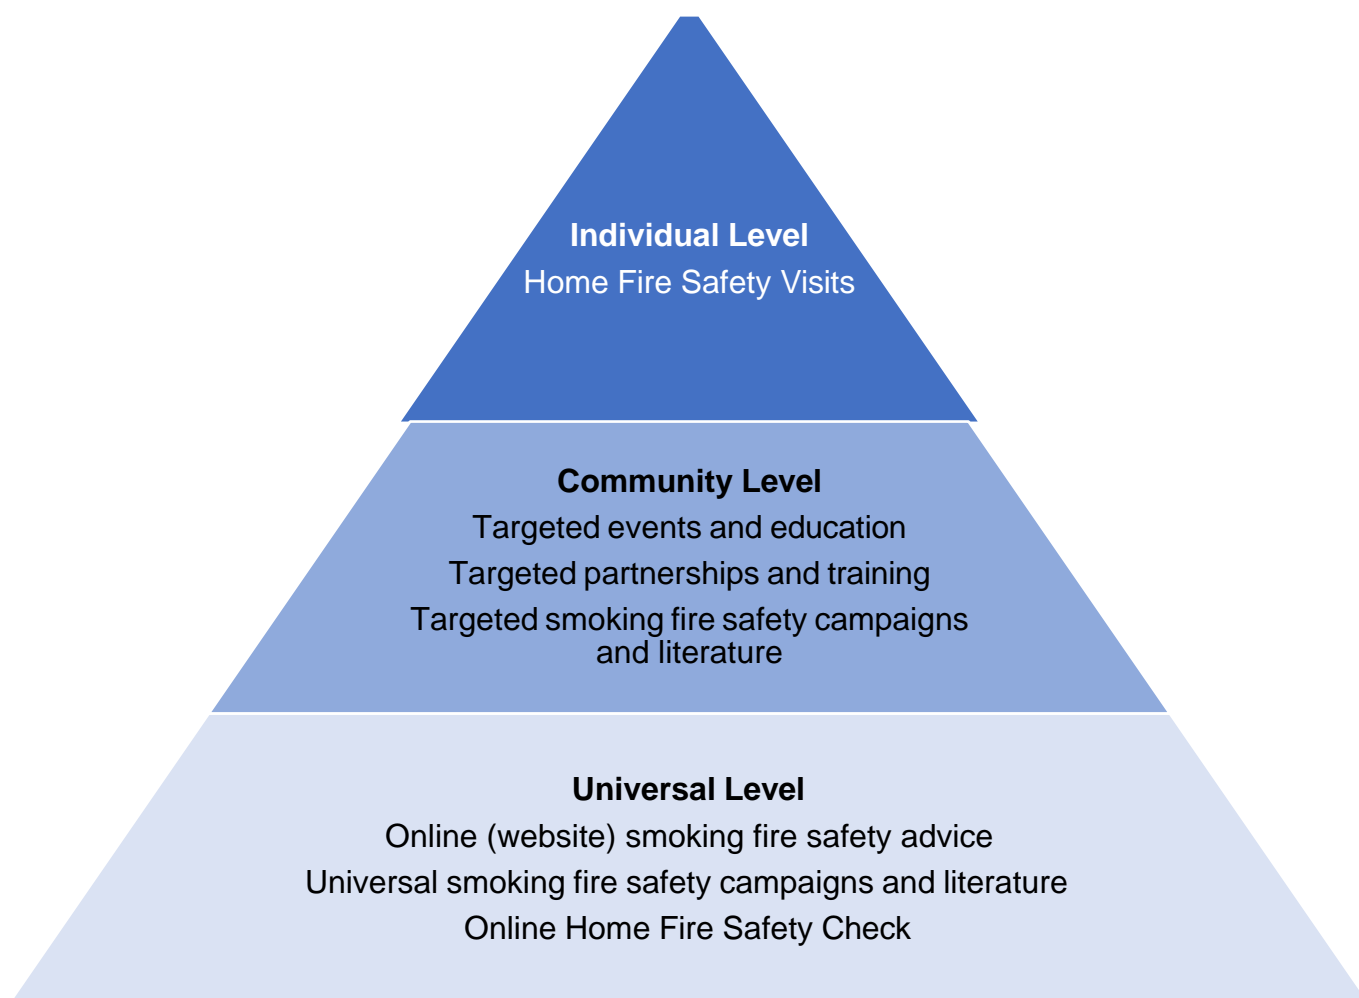 Individual Level
Home Fire Safety Visits
Community Level
Targeted events and education
Targeted partnerships and training
Targeted smoking fire safety campaigns
and literature
Universal Level
Online (website) smoking fire safety advice
Universal smoking fire safety campaigns and literature
Online Home Fire Safety Check